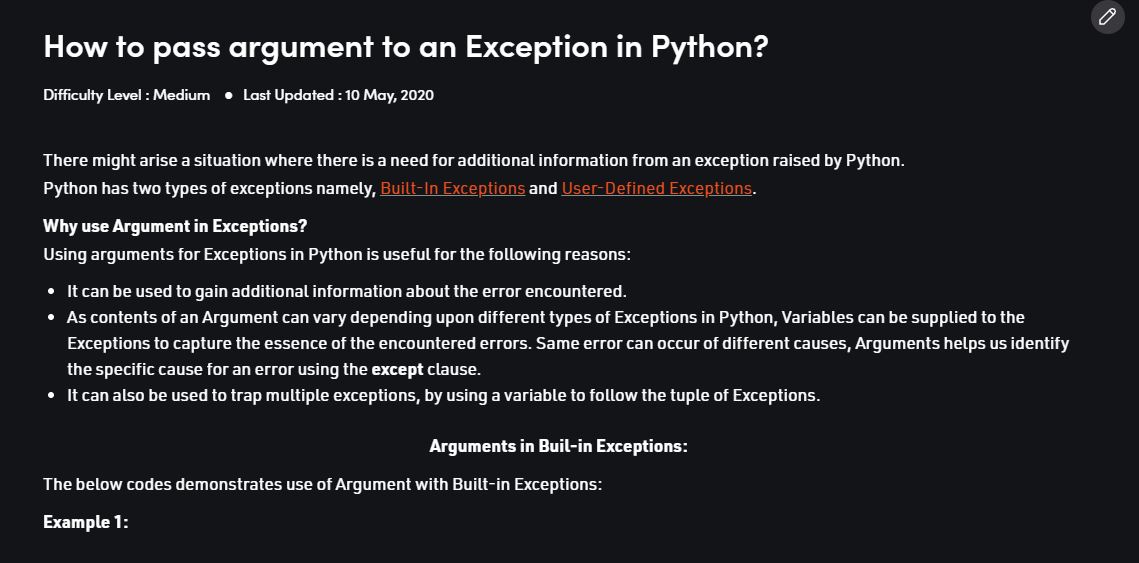 How to pass argument to an Exception in Python?
Difficulty Level : Medium ● Last Updated : 10 May, 2020
There might arise a situation where there is a need for additional information from an exception raised by Python.
Python has two types of exceptions namely, Built-In Exceptions and User-Defined Exceptions.
Why use Argument in Exceptions?
Using arguments for Exceptions in Python is useful for the following reasons:
• It can be used to gain additional information about the error encountered.
• As contents of an Argument can vary depending upon different types of Exceptions in Python, Variables can be supplied to the
Exceptions to capture the essence of the encountered errors. Same error can occur of different causes, Arguments helps us identify
the specific cause for an error using the except clause.
• It can also be used to trap multiple exceptions, by using a variable to follow the tuple of Exceptions.
Arguments in Buil-in Exceptions:
The below codes demonstrates use of Argument with Built-in Exceptions:
Example 1: